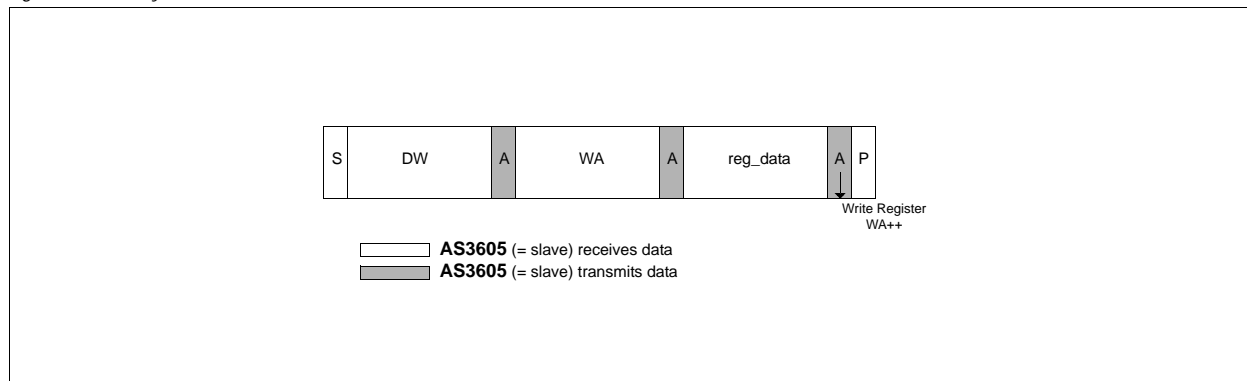 S DW A WA A reg_data A P
Write Register
WA++
AS3605 (= slave) receives data
AS3605 (= slave) transmits data